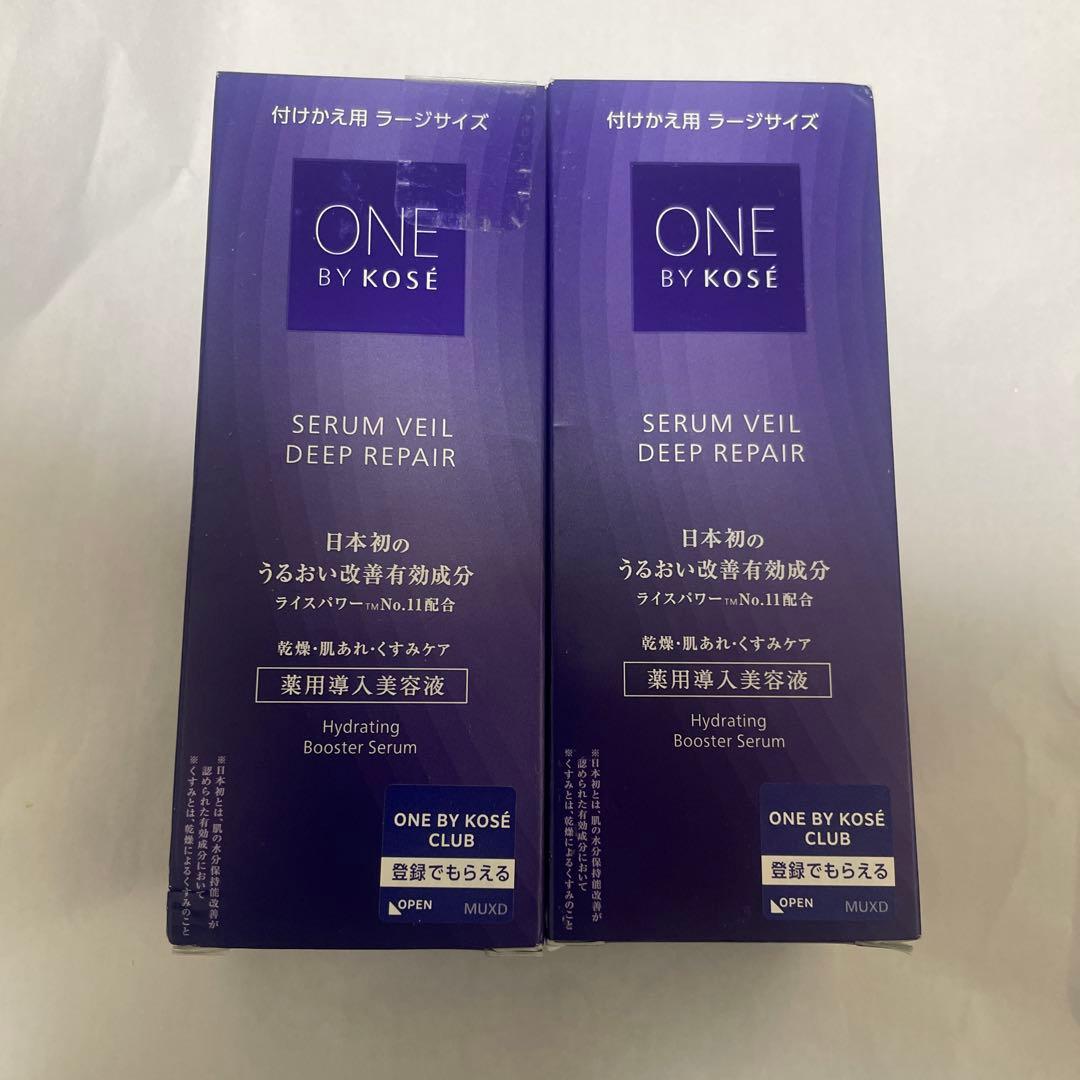 付けかえ用 ラージサイズ
ONE
BY KOSÉ
SERUM VEIL
DEEP REPAIR
日本初の
うるおい改善有効成分
ライスパワー™No.11配合
乾燥・肌あれ・くすみケア
薬用導入美容液
Hydrating
Booster Serum
※日本初とは、肌の水分保持能改善が
認められた有効成分において
※くすみとは、乾燥によるくすみのこと
ONE BY KOSÉ
CLUB
登録でもらえる
OPEN MUXD
付けかえ用 ラージサイズ
ONE
BY KOSÉ
SERUM VEIL
DEEP REPAIR
日本初の
うるおい改善有効成分
ライスパワー™No.11配合
乾燥・肌あれ・くすみケア
薬用導入美容液
Hydrating
Booster Serum
※日本初とは、肌の水分保持能改善が
認められた有効成分において
※くすみとは、乾燥によるくすみのこと
ONE BY KOSÉ
CLUB
登録でもらえる
OPEN MUXD